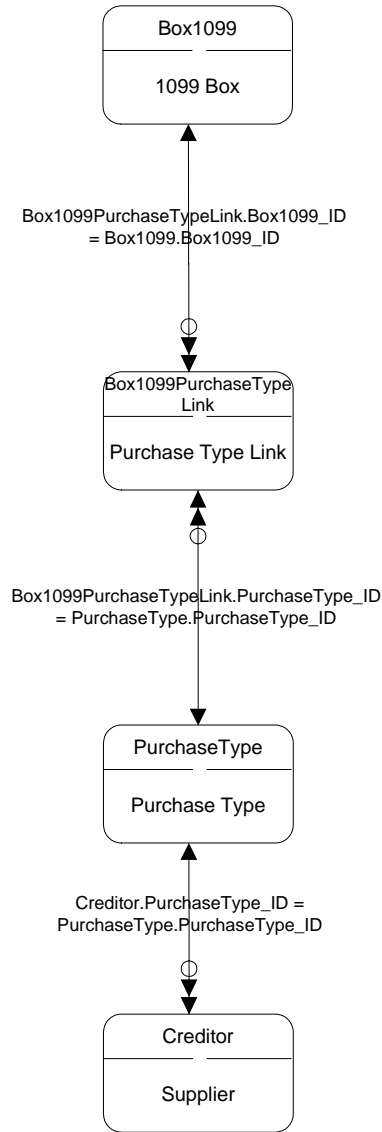 Box1099
1099 Box
Box1099PurchaseTypeLink.Box1099_ID
= Box1099.Box1099_ID
Box1099PurchaseType
Link
Purchase Type Link
Box1099PurchaseTypeLink.PurchaseType_ID
= PurchaseType.PurchaseType_ID
PurchaseType
Purchase Type
Creditor.PurchaseType_ID =
PurchaseType.PurchaseType_ID
Creditor
Supplier